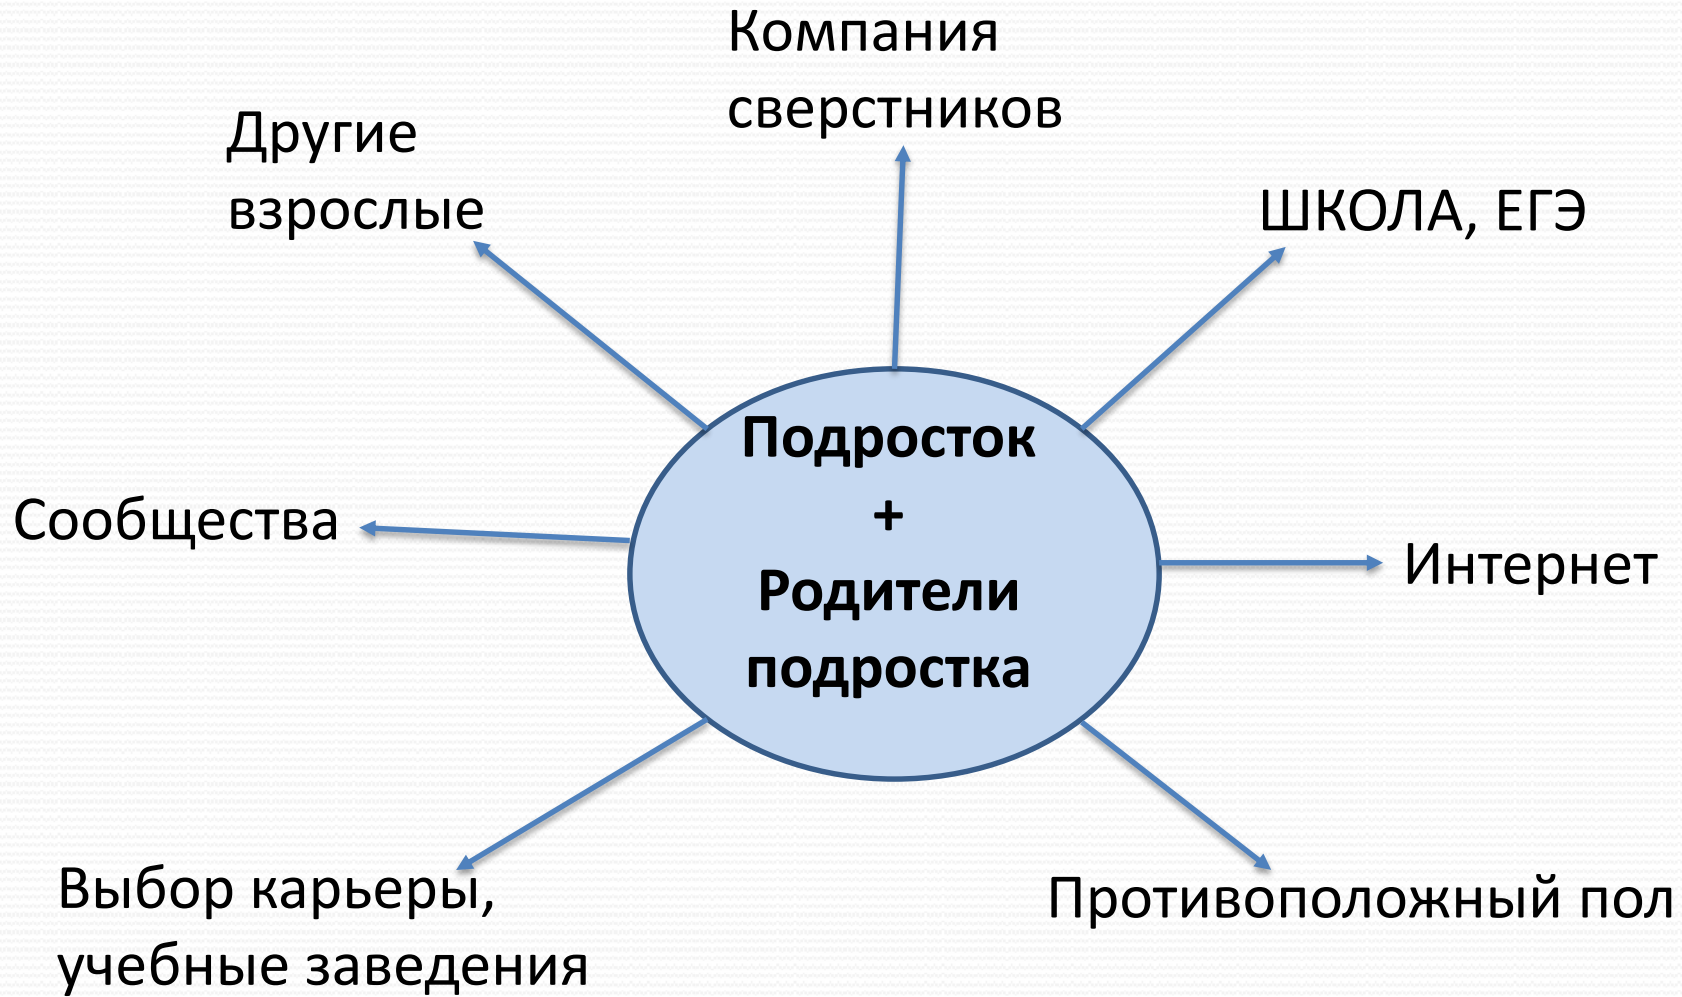 Компания
сверстников
Другие
взрослые
ШКОЛА, ЕГЭ
Подросток
+
Родители
подростка
Сообщества
Интернет
Выбор карьеры,
учебные заведения
Противоположный пол